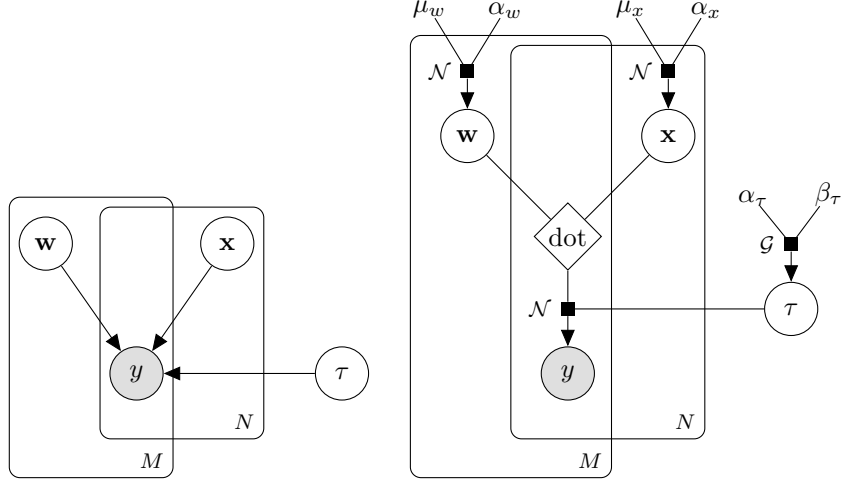 μ_w α_w μ_x α_x
𝒩 𝒩
w x
α_τ β_τ
w x dot 𝒢
𝒩 τ
y τ y
N N
M M